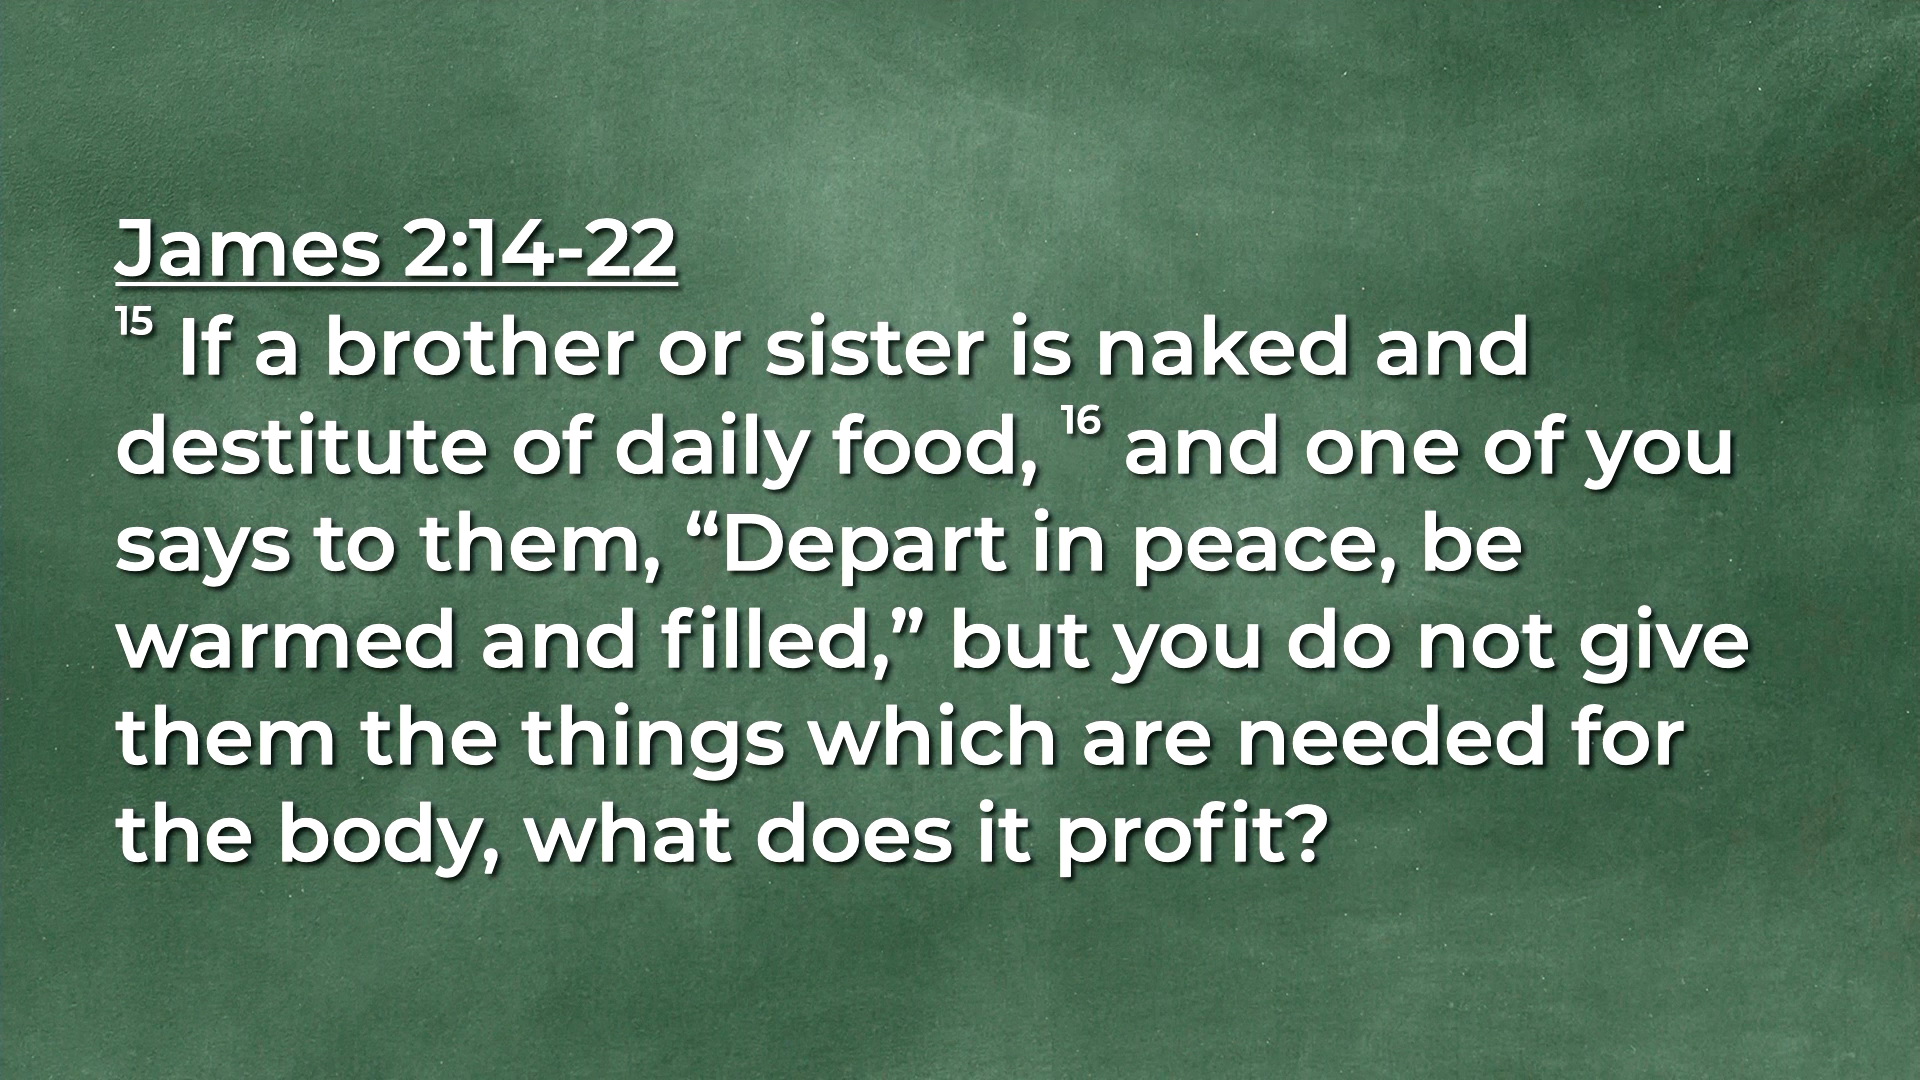 James 2:14-22
15 If a brother or sister is naked and
destitute of daily food, 16 and one of you
says to them, “Depart in peace, be
warmed and filled,” but you do not give
them the things which are needed for
the body, what does it profit?